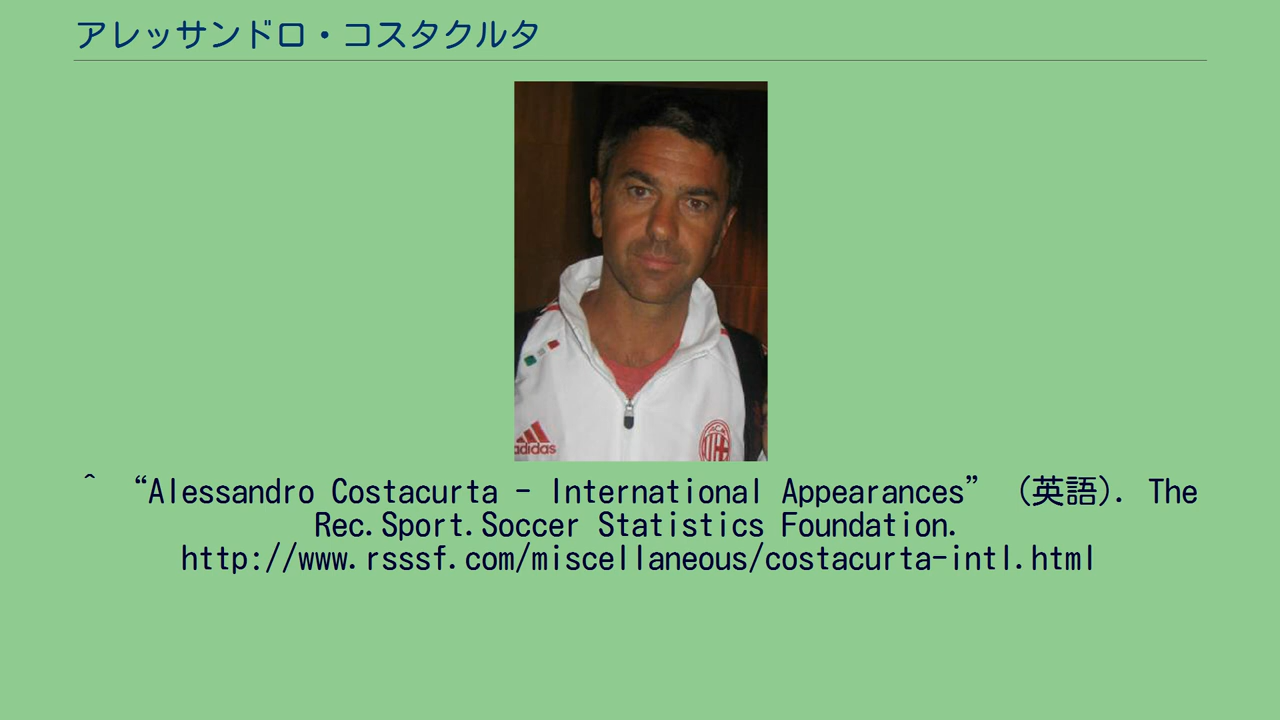 アレッサンドロ・コスタクルタ
adidas
^ “Alessandro Costacurta - International Appearances” (英語). The
Rec.Sport.Soccer Statistics Foundation.
http://www.rsssf.com/miscellaneous/costacurta-intl.html